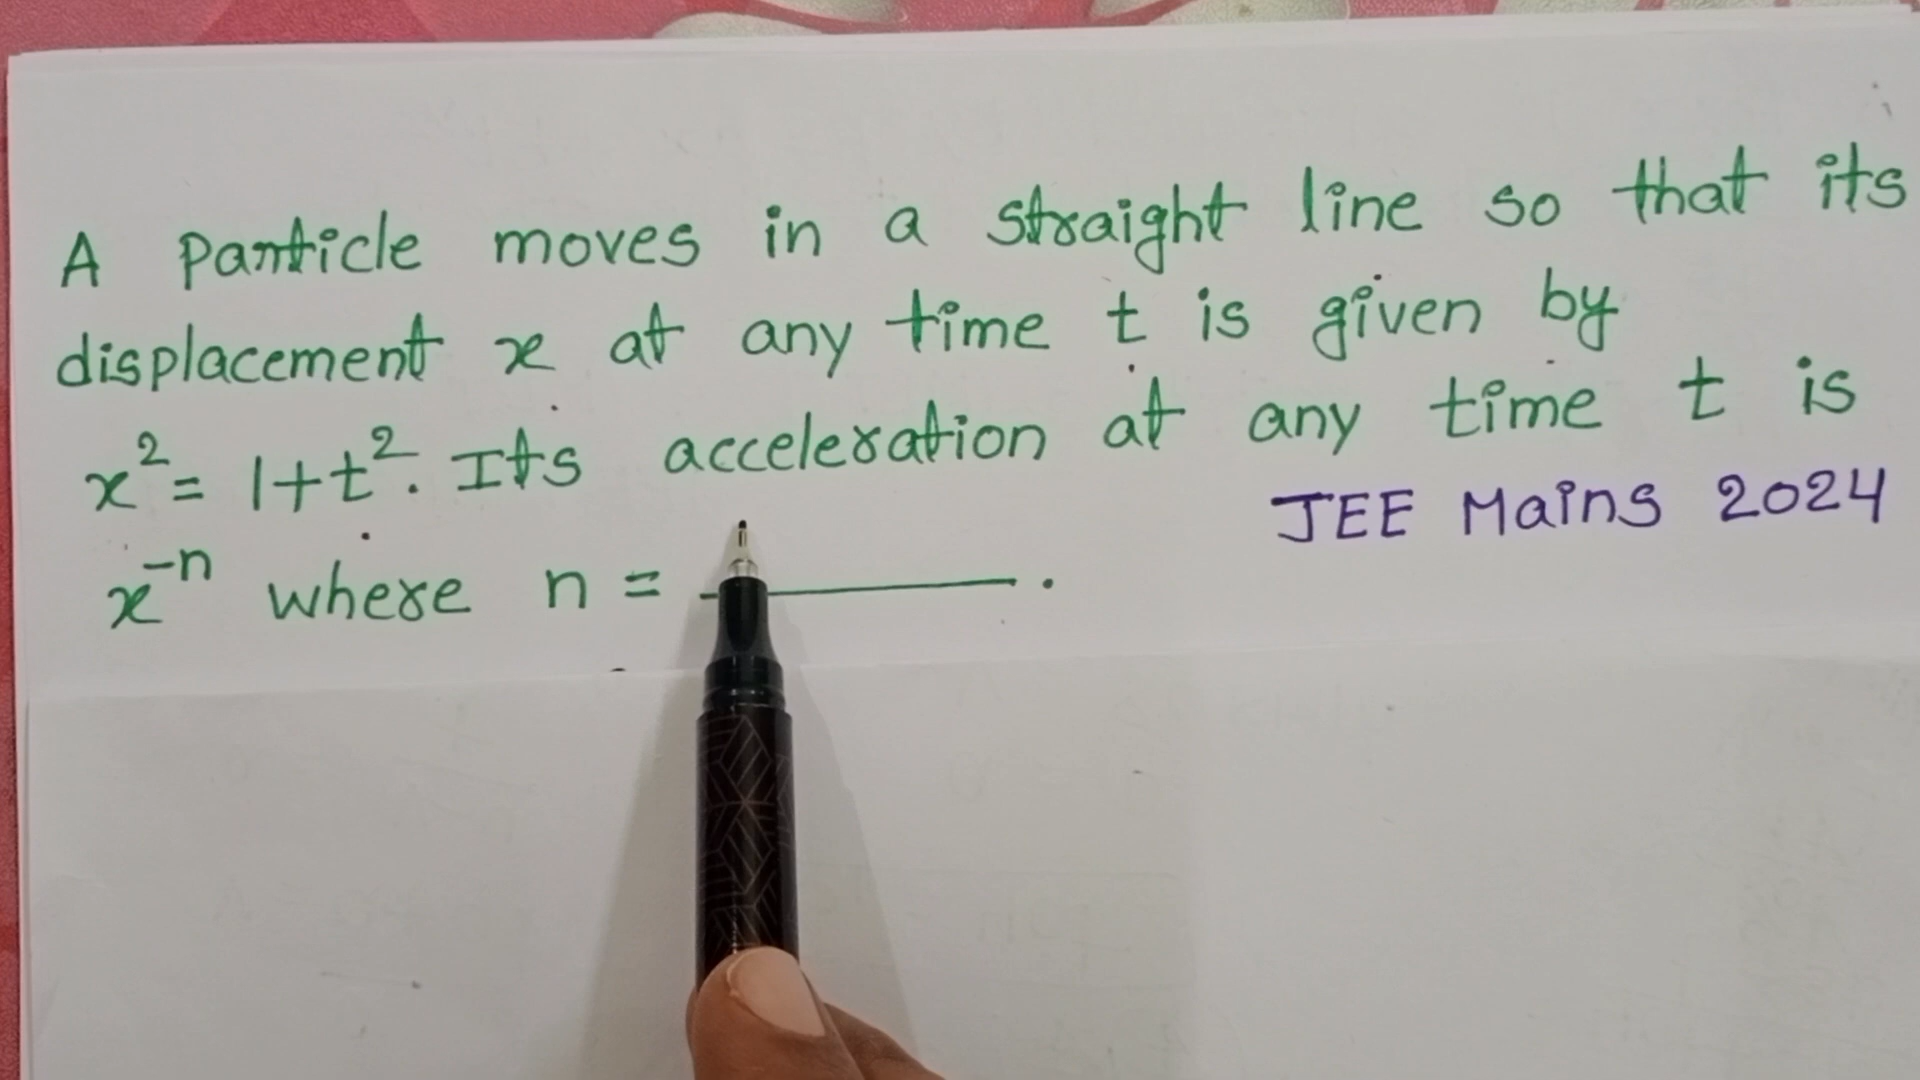 A particle moves in a straight line so that its
displacement x at any time t is given by
x² = 1+t². Its acceleration at any time t is
JEE Mains 2024
x⁻ⁿ where n = ______.